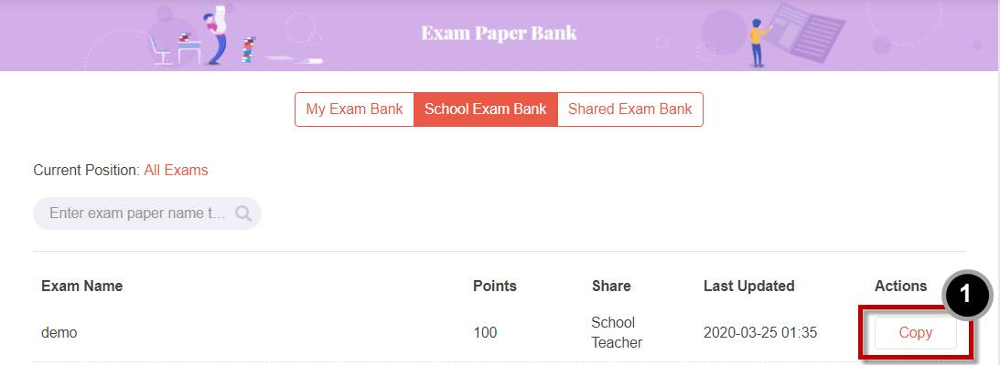 Exam Paper Bank
My Exam Bank School Exam Bank Shared Exam Bank
Current Position: All Exams
Enter exam paper name t...
Exam Name Points Share Last Updated Actions
1
demo 100 School Teacher 2020-03-25 01:35 Copy